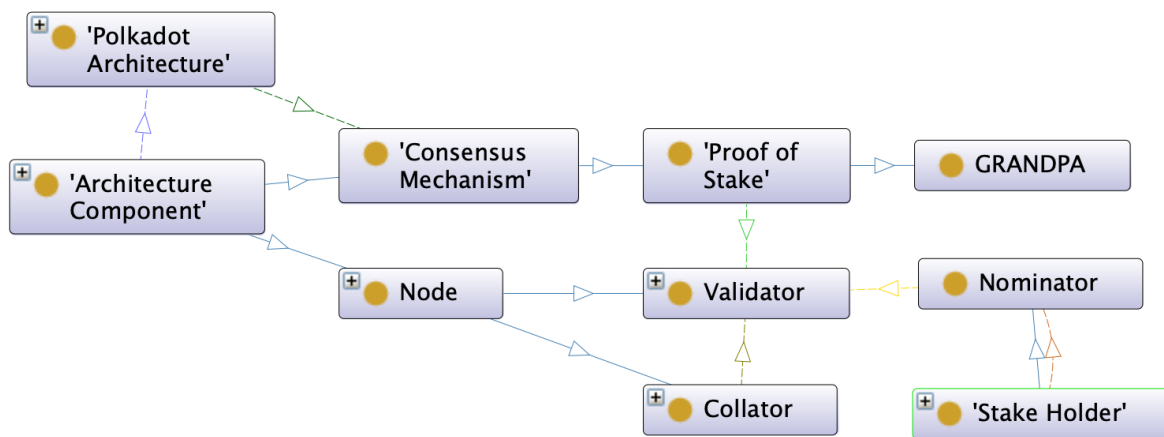 'Polkadot
Architecture'
'Architecture
Component'
'Consensus
Mechanism'
'Proof of
Stake'
GRANDPA
Node
Validator
Nominator
Collator
'Stake Holder'